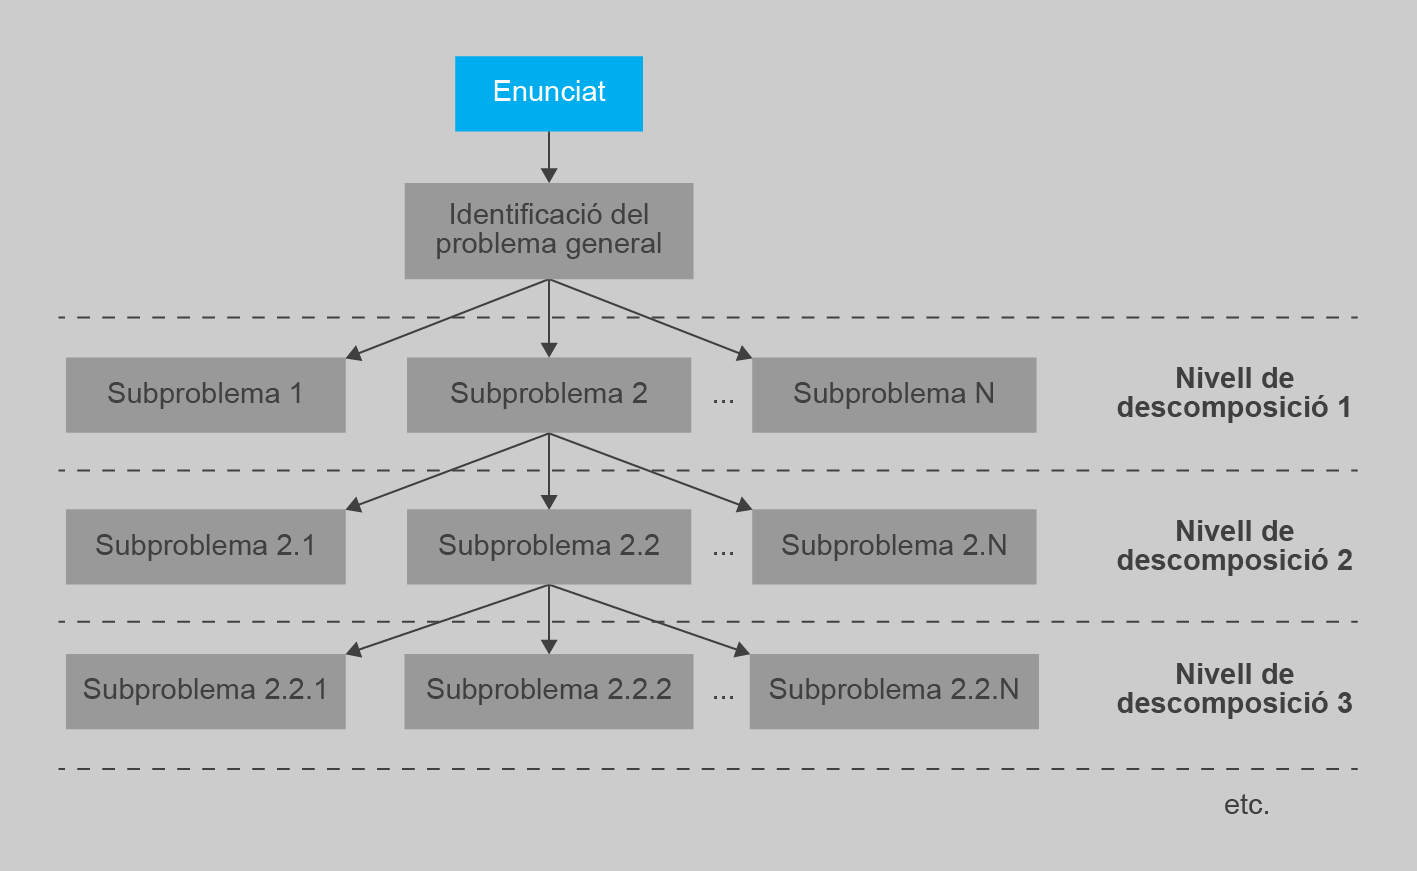 Enunciat
Identificació del
problema general
Subproblema 1
Subproblema 2
...
Subproblema N
Nivell de
descomposició 1
Subproblema 2.1
Subproblema 2.2
...
Subproblema 2.N
Nivell de
descomposició 2
Subproblema 2.2.1
Subproblema 2.2.2
...
Subproblema 2.2.N
Nivell de
descomposició 3
etc.